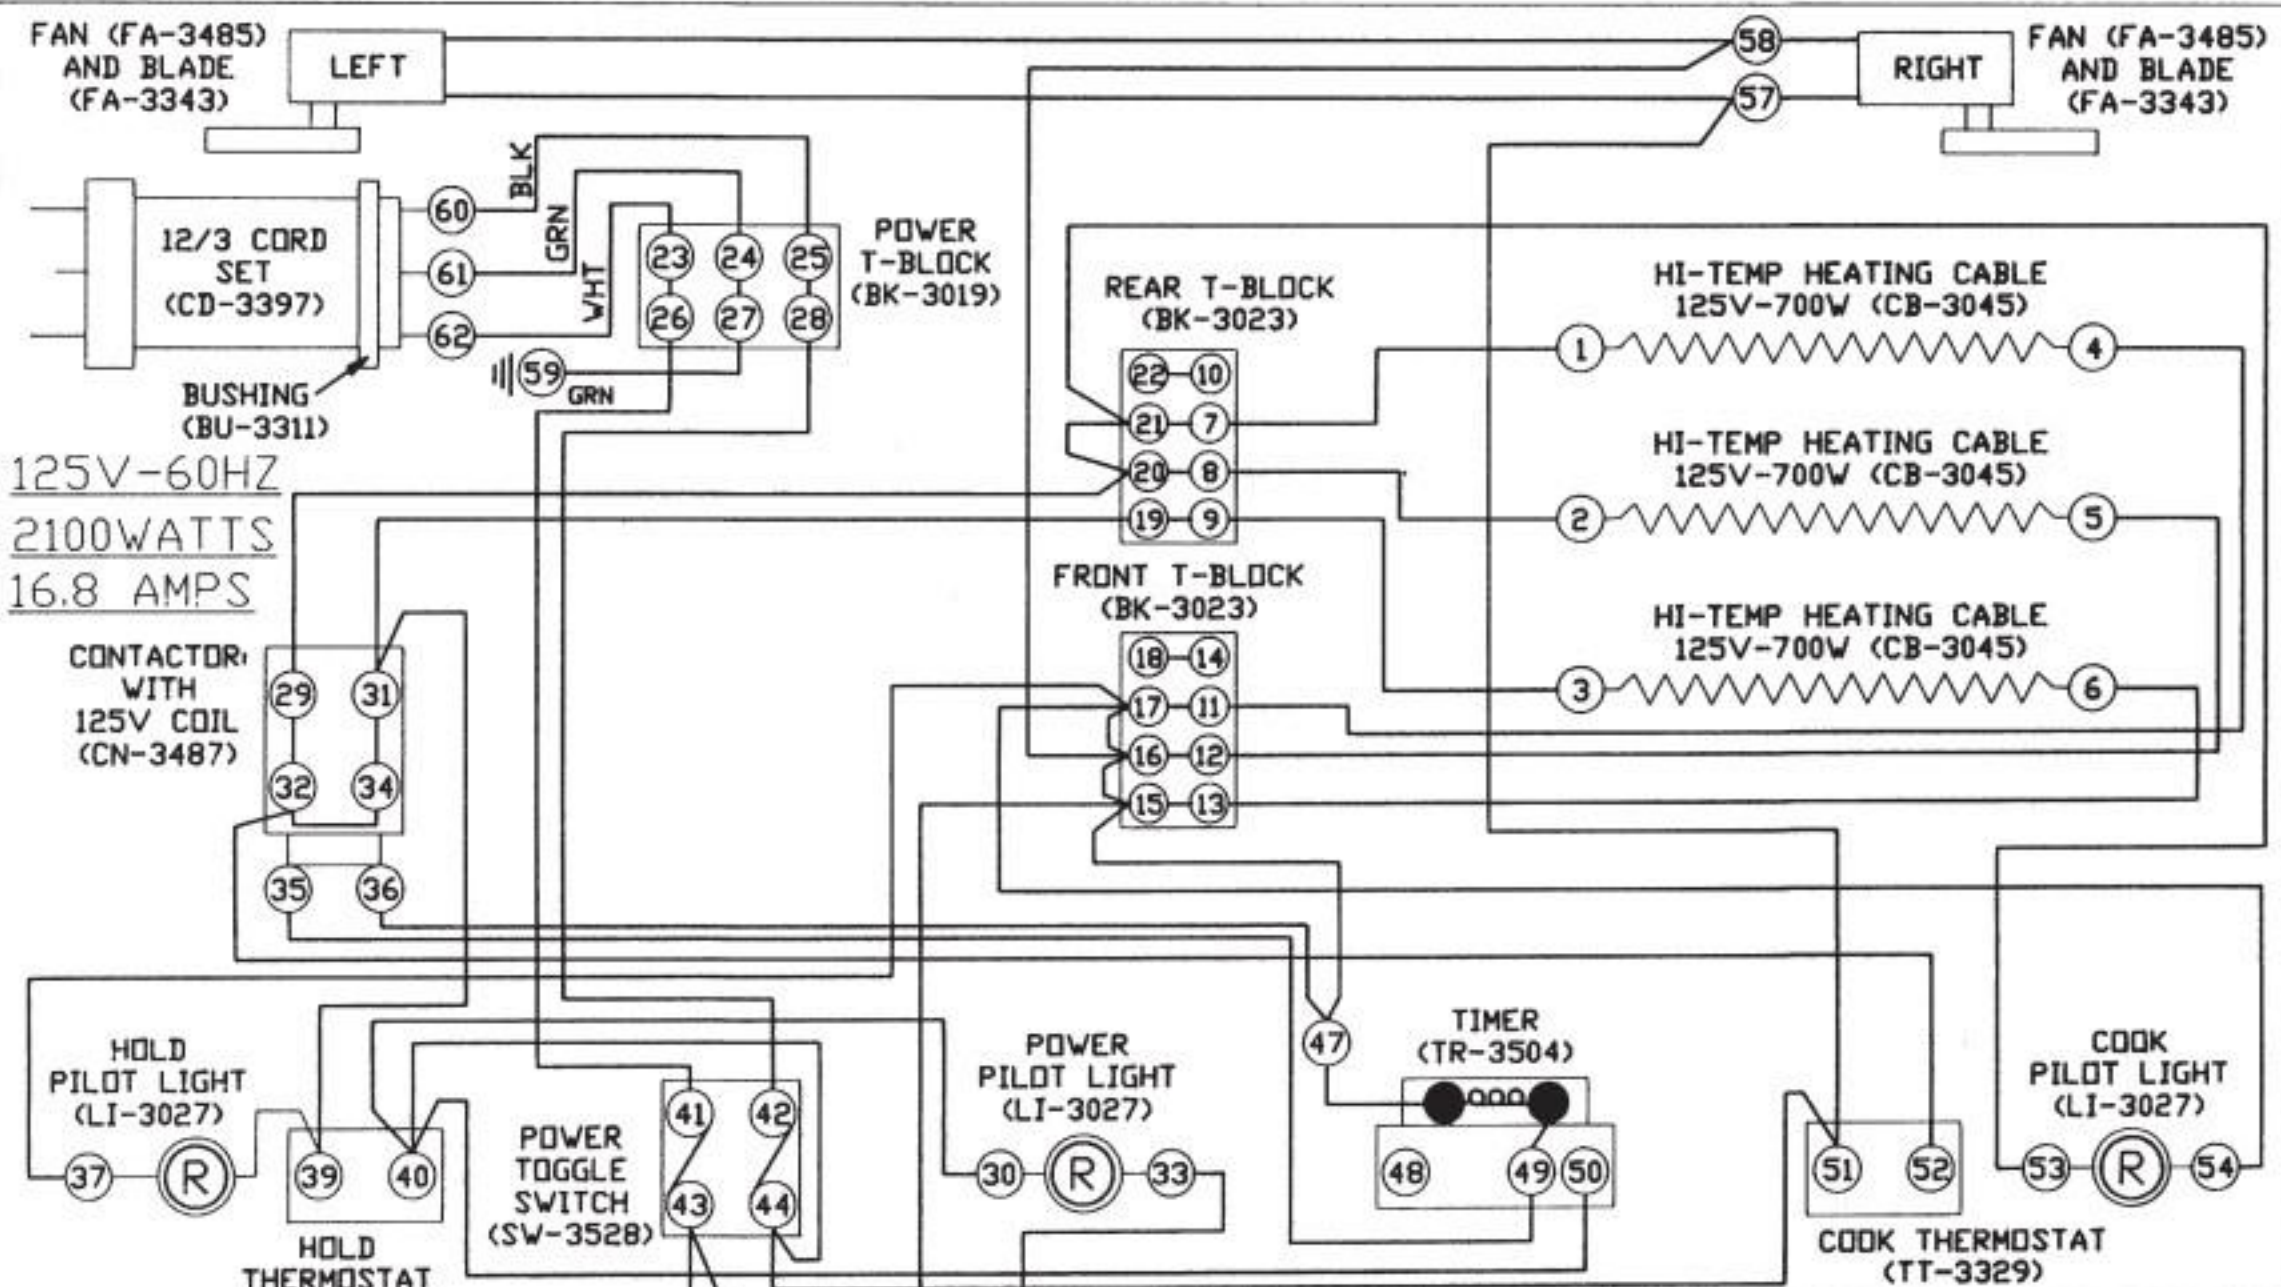 FAN (FA-3485)
AND BLADE
(FA-3343)
LEFT
58
57
RIGHT
FAN (FA-3485)
AND BLADE
(FA-3343)
12/3 CORD
SET
(CD-3397)
60
61
62
BLK
GRN
WHT
23 24 25
26 27 28
POWER
T-BLOCK
(BK-3019)
59
GRN
BUSHING
(BU-3311)
125V-60HZ
2100WATTS
16.8 AMPS
REAR T-BLOCK
(BK-3023)
22 10
21 7
20 8
19 9
HI-TEMP HEATING CABLE
125V-700W (CB-3045)
1 4
HI-TEMP HEATING CABLE
125V-700W (CB-3045)
2 5
HI-TEMP HEATING CABLE
125V-700W (CB-3045)
3 6
FRONT T-BLOCK
(BK-3023)
18 14
17 11
16 12
15 13
CONTACTOR
WITH
125V COIL
(CN-3487)
29 31
32 34
35 36
HOLD
PILOT LIGHT
(LI-3027)
37 R
39 40
HOLD
THERMOSTAT
POWER
TOGGLE
SWITCH
(SW-3528)
41 42
43 44
POWER
PILOT LIGHT
(LI-3027)
30 R 33
47
TIMER
(TR-3504)
48 49 50
51 52
COOK THERMOSTAT
(TT-3329)
COOK
PILOT LIGHT
(LI-3027)
53 R 54